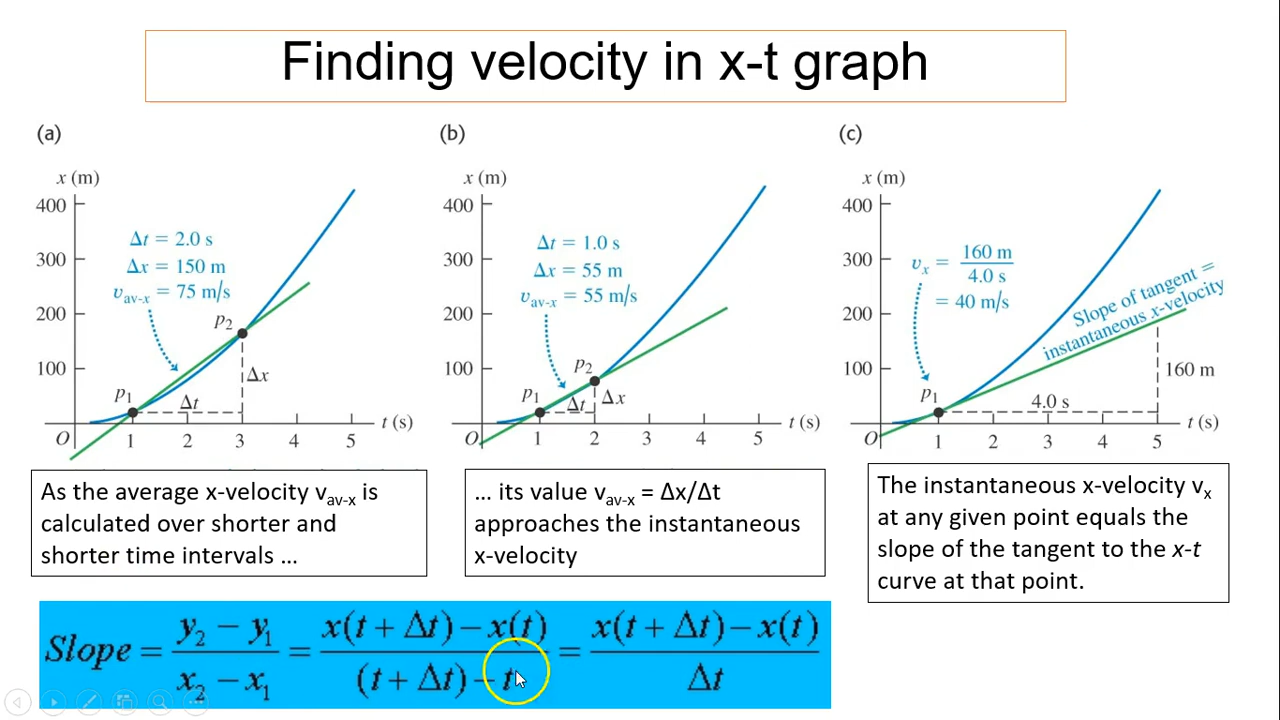 Finding velocity in x-t graph
(a)
x (m)
400
300
200
100
O
1
2
3
4
5
t (s)
Δt = 2.0 s
Δx = 150 m
vav-x = 75 m/s
p1
p2
Δt
Δx
(b)
x (m)
400
300
200
100
O
1
2
3
4
5
t (s)
Δt = 1.0 s
Δx = 55 m
vav-x = 55 m/s
p1
p2
Δt
Δx
(c)
x (m)
400
300
200
100
O
1
2
3
4
5
t (s)
vx = 160 m / 4.0 s
= 40 m/s
Slope of tangent =
instantaneous x-velocity
p1
4.0 s
160 m
As the average x-velocity vav-x is
calculated over shorter and
shorter time intervals …
… its value vav-x = Δx/Δt
approaches the instantaneous
x-velocity
The instantaneous x-velocity vx
at any given point equals the
slope of the tangent to the x-t
curve at that point.
Slope = (y2 − y1)/(x2 − x1) = (x(t + Δt) − x(t))/((t + Δt) − t) = (x(t + Δt) − x(t))/Δt